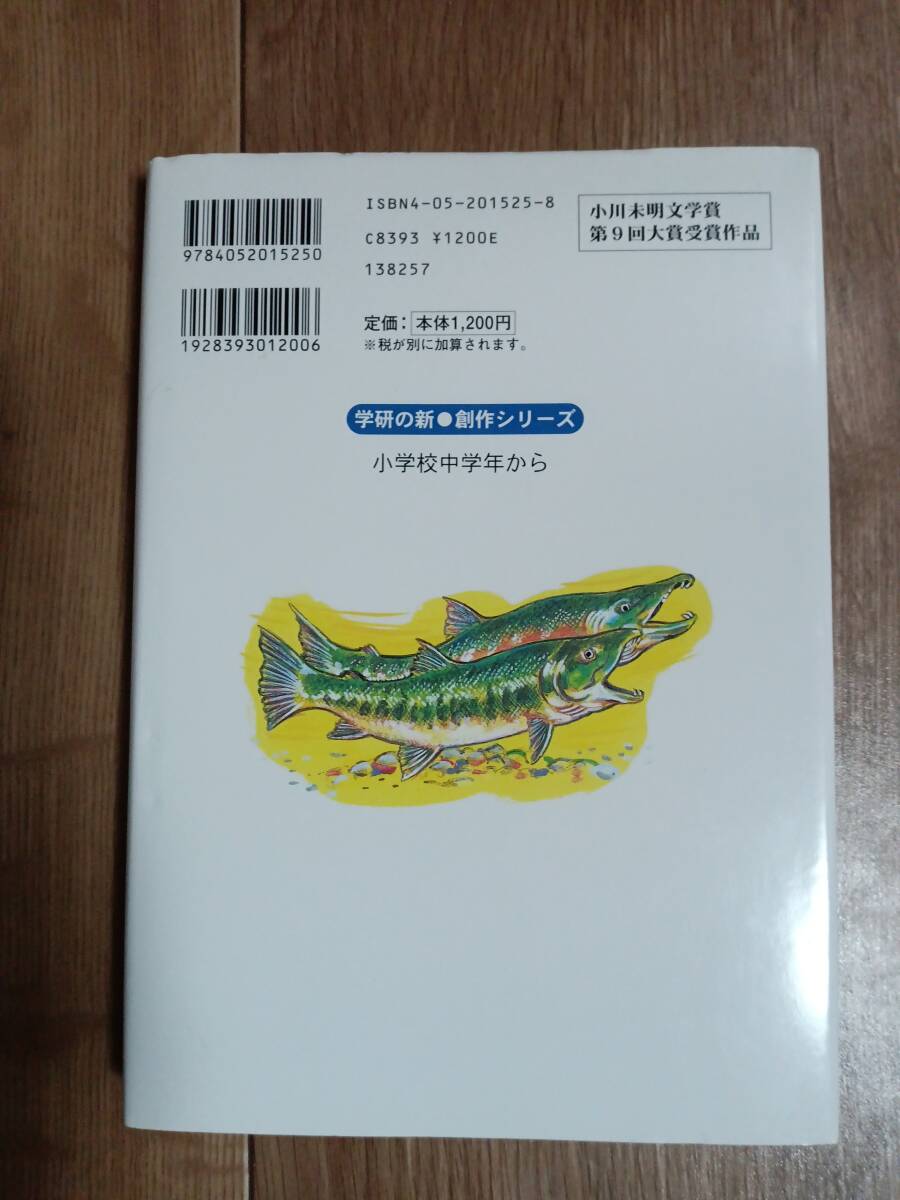 9784052015250
1928393012006
ISBN4-05-201525-8
C8393 ¥1200E
138257
定価：本体1,200円
※税が別に加算されます。
小川未明文学賞
第9回大賞受賞作品
学研の新●創作シリーズ
小学校中学年から